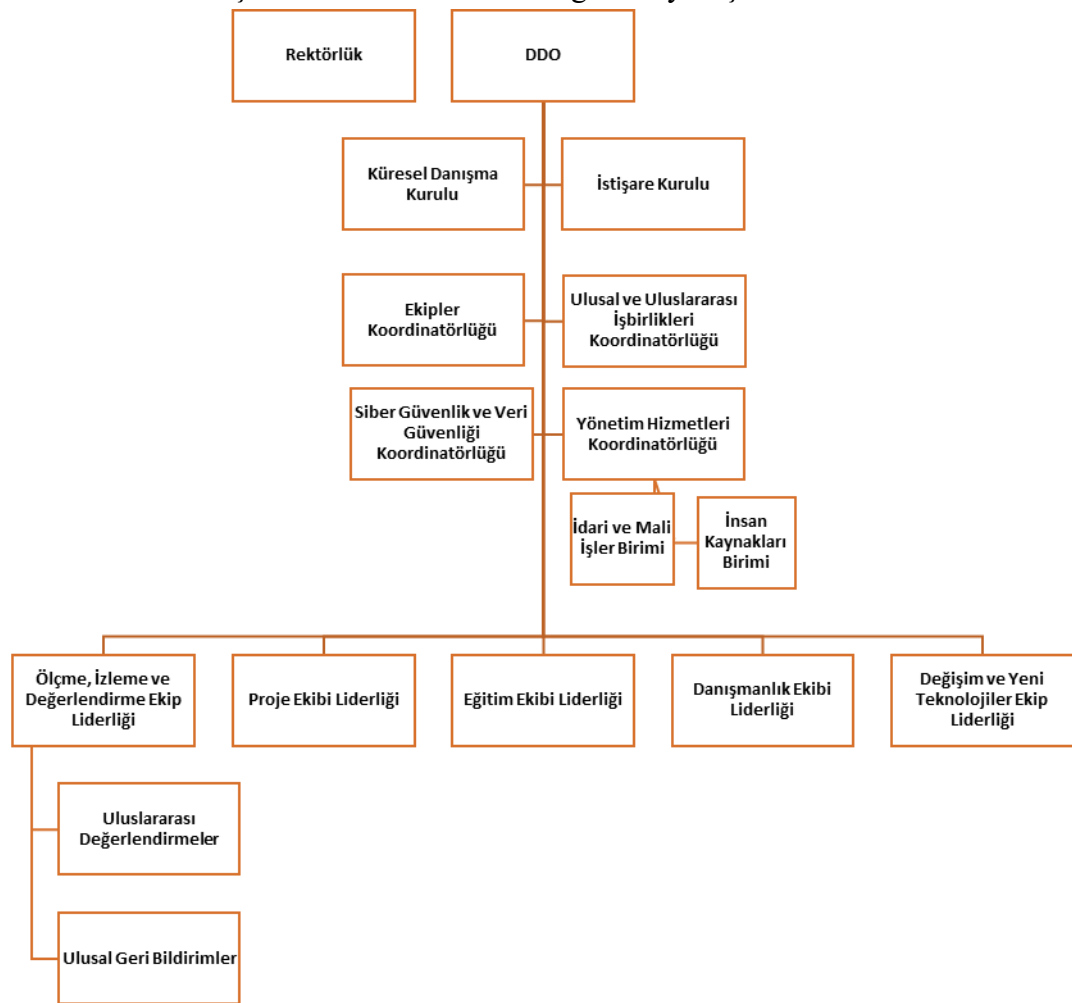 Rektörlük
DDO
Küresel Danışma
Kurulu
İstişare Kurulu
Ekipler
Koordinatörlüğü
Ulusal ve Uluslararası
İşbirlikleri
Koordinatörlüğü
Siber Güvenlik ve Veri
Güvenliği
Koordinatörlüğü
Yönetim Hizmetleri
Koordinatörlüğü
İdari ve Mali
İşler Birimi
İnsan
Kaynakları
Birimi
Ölçme, İzleme ve
Değerlendirme Ekip
Liderliği
Proje Ekibi Liderliği
Eğitim Ekibi Liderliği
Danışmanlık Ekibi
Liderliği
Değişim ve Yeni
Teknolojiler Ekip
Liderliği
Uluslararası
Değerlendirmeler
Ulusal Geri Bildirimler